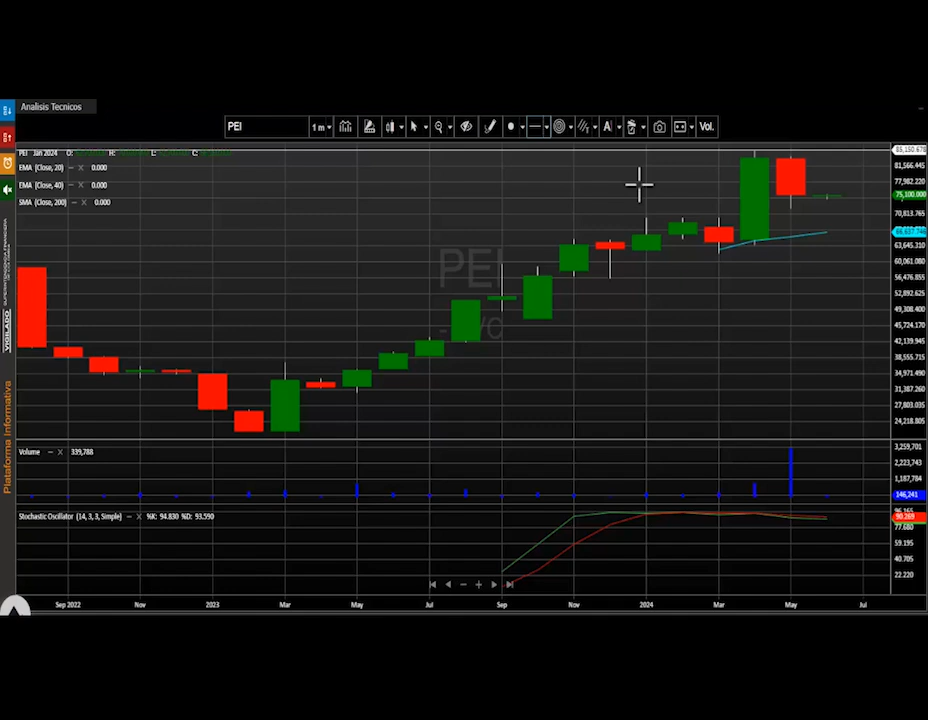 Analisis Tecnicos
PEI
1 m
Vol.
PEI Jan 2024 O: H: L: C:
EMA (Close, 20) — X 0.000
EMA (Close, 40) — X 0.000
SMA (Close, 200) — X 0.000
PEI
85,150.678
81,566.445
77,982.220
75,100.000
70,813.765
63,645.310
60,061.080
56,476.855
52,892.625
49,308.400
45,724.170
42,139.945
38,555.715
34,971.490
31,387.260
27,803.035
24,218.805
Volume — X 339,788
3,259,701
2,223,743
1,187,784
146,241
Stochastic Oscillator (14, 3, 3, Simple) — X %K: 94.830 %D: 93.590
96.165
90.269
77.680
59.195
40.705
22.220
Sep 2022
Nov
2023
Mar
May
Jul
Sep
Nov
2024
Mar
May
Jul
VIGILADO
Plataforma Informativa